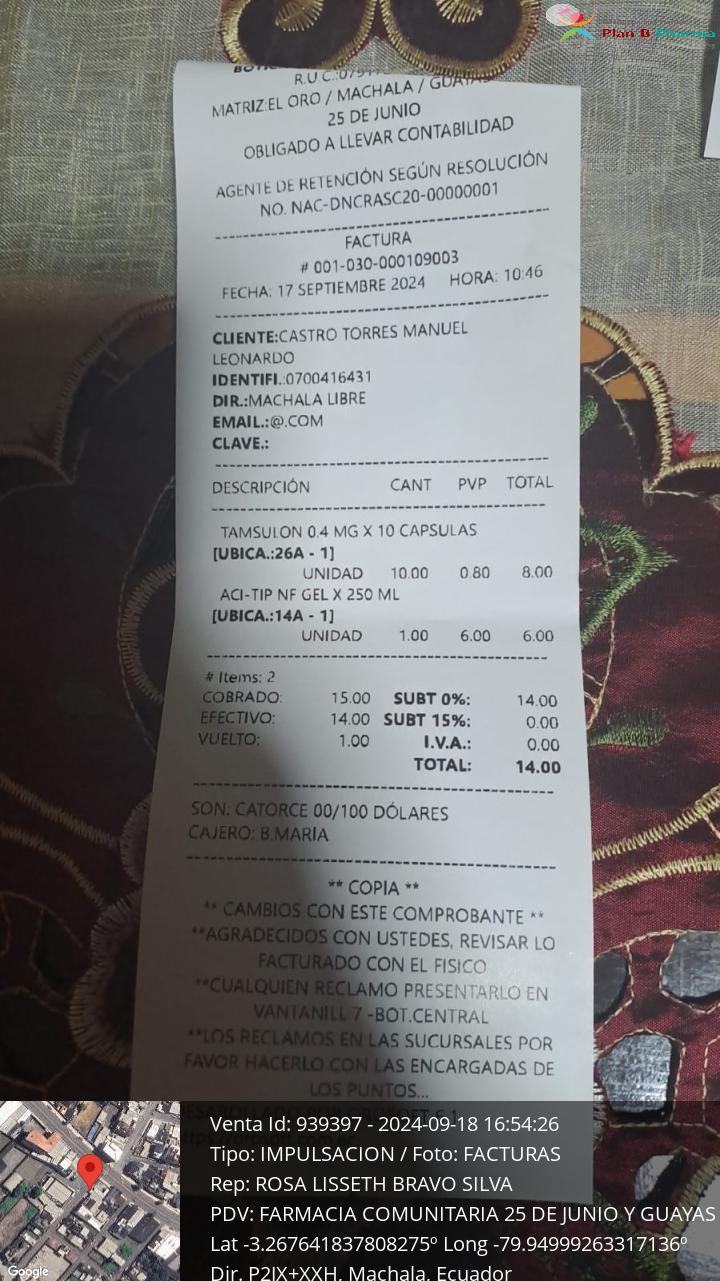 Plan B Pharma
R.U.C.:0791
MATRIZ:EL ORO / MACHALA / GUAYAS
25 DE JUNIO
OBLIGADO A LLEVAR CONTABILIDAD
AGENTE DE RETENCIÓN SEGÚN RESOLUCIÓN
NO. NAC-DNCRASC20-00000001
FACTURA
# 001-030-000109003
FECHA: 17 SEPTIEMBRE 2024 HORA: 10:46
CLIENTE:CASTRO TORRES MANUEL
LEONARDO
IDENTIFI.:0700416431
DIR.:MACHALA LIBRE
EMAIL.:@.COM
CLAVE.:
DESCRIPCIÓN CANT PVP TOTAL
TAMSULON 0.4 MG X 10 CAPSULAS
[UBICA.:26A - 1]
UNIDAD 10.00 0.80 8.00
ACI-TIP NF GEL X 250 ML
[UBICA.:14A - 1]
UNIDAD 1.00 6.00 6.00
# Items: 2
COBRADO: 15.00 SUBT 0%: 14.00
EFECTIVO: 14.00 SUBT 15%: 0.00
VUELTO: 1.00 I.V.A.: 0.00
TOTAL: 14.00
SON: CATORCE 00/100 DÓLARES
CAJERO: B.MARIA
** COPIA **
** CAMBIOS CON ESTE COMPROBANTE **
**AGRADECIDOS CON USTEDES, REVISAR LO
FACTURADO CON EL FISICO
**CUALQUIEN RECLAMO PRESENTARLO EN
VANTANILL 7 -BOT.CENTRAL
**LOS RECLAMOS EN LAS SUCURSALES POR
FAVOR HACERLO CON LAS ENCARGADAS DE
LOS PUNTOS...
Venta Id: 939397 - 2024-09-18 16:54:26
Tipo: IMPULSACION / Foto: FACTURAS
Rep: ROSA LISSETH BRAVO SILVA
PDV: FARMACIA COMUNITARIA 25 DE JUNIO Y GUAYAS
Lat -3.267641837808275º Long -79.94999263317136º
Dir. P2JX+XXH, Machala, Ecuador
Google